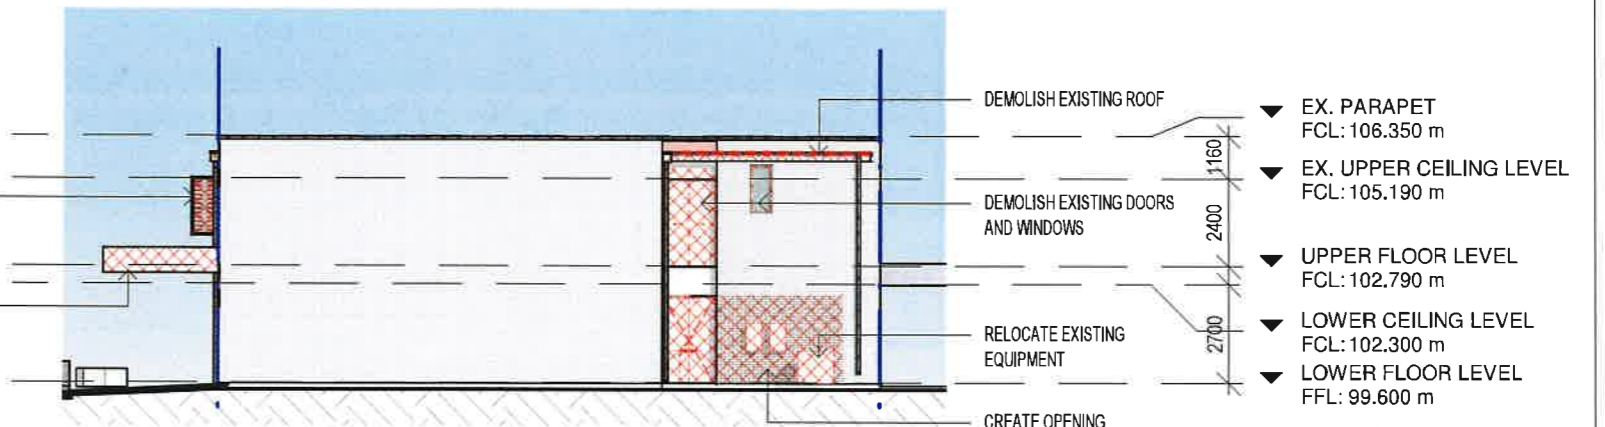 DEMOLISH EXISTING ROOF
DEMOLISH EXISTING DOORS
AND WINDOWS
RELOCATE EXISTING
EQUIPMENT
CREATE OPENING
1160
2400
2700
EX. PARAPET
FCL: 106.350 m
EX. UPPER CEILING LEVEL
FCL: 105.190 m
UPPER FLOOR LEVEL
FCL: 102.790 m
LOWER CEILING LEVEL
FCL: 102.300 m
LOWER FLOOR LEVEL
FFL: 99.600 m